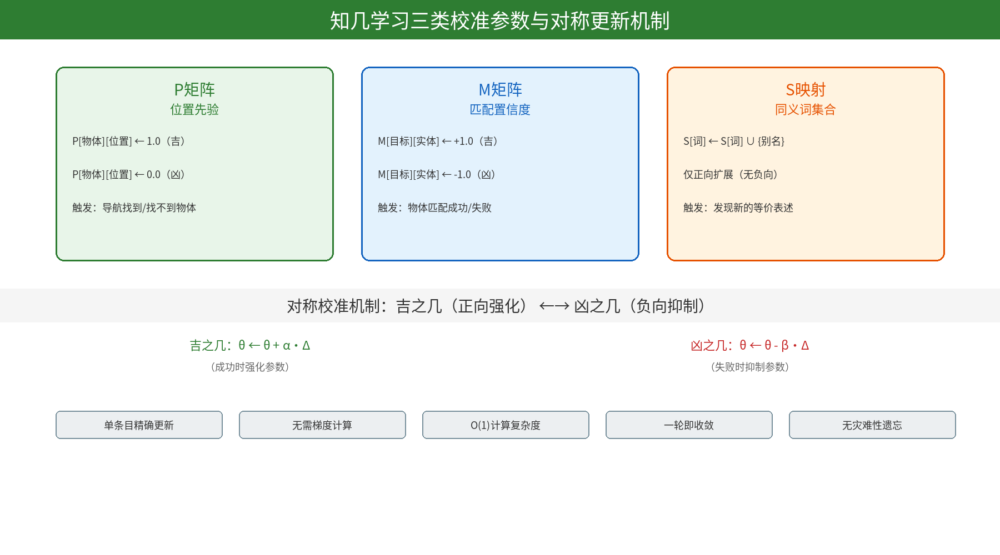 知几学习三类校准参数与对称更新机制
P矩阵
位置先验
P[物体][位置] ← 1.0（吉）
P[物体][位置] ← 0.0（凶）
触发：导航找到/找不到物体
M矩阵
匹配置信度
M[目标][实体] ← +1.0（吉）
M[目标][实体] ← -1.0（凶）
触发：物体匹配成功/失败
S映射
同义词集合
S[词] ← S[词] ∪ {别名}
仅正向扩展（无负向）
触发：发现新的等价表述
对称校准机制：吉之几（正向强化） ←→ 凶之几（负向抑制）
吉之几：θ ← θ + α · Δ
（成功时强化参数）
凶之几：θ ← θ - β · Δ
（失败时抑制参数）
单条目精确更新
无需梯度计算
O(1)计算复杂度
一轮即收敛
无灾难性遗忘